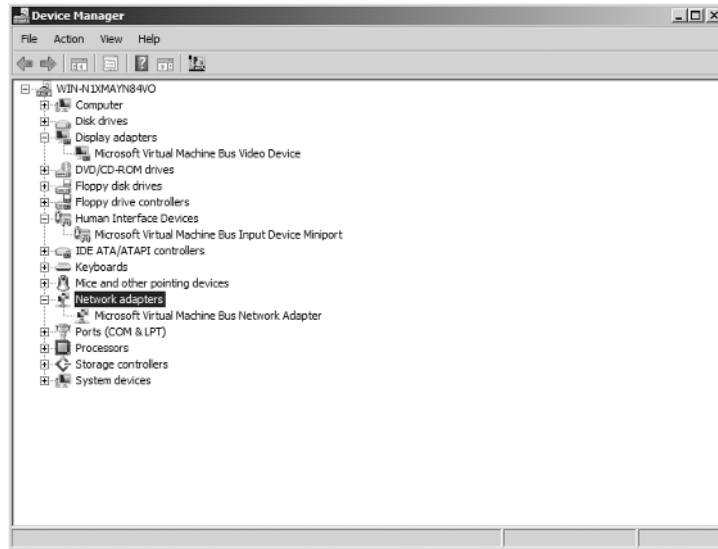 Device Manager
File Action View Help
WIN-N1XMAYN84VO
Computer
Disk drives
Display adapters
Microsoft Virtual Machine Bus Video Device
DVD/CD-ROM drives
Floppy disk drives
Floppy drive controllers
Human Interface Devices
Microsoft Virtual Machine Bus Input Device Miniport
IDE ATA/ATAPI controllers
Keyboards
Mice and other pointing devices
Network adapters
Microsoft Virtual Machine Bus Network Adapter
Ports (COM & LPT)
Processors
Storage controllers
System devices